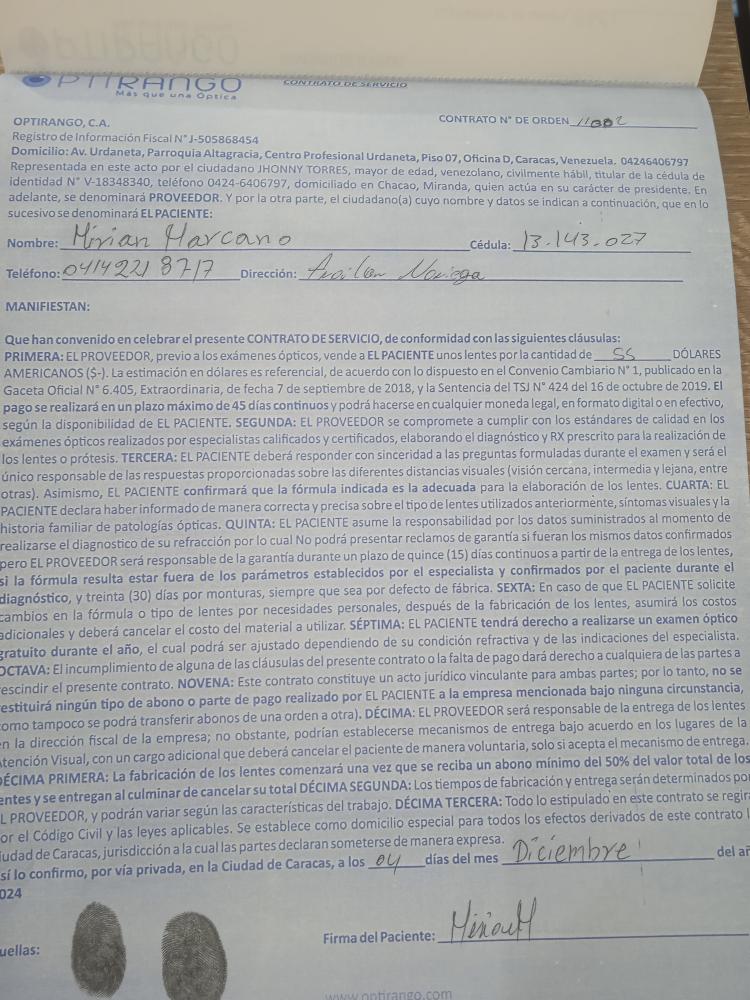 OPTIRANGO
Más que una Óptica
CONTRATO DE SERVICIO
OPTIRANGO, C.A.
CONTRATO N° DE ORDEN 11002
Registro de Información Fiscal N° J-505868454
Domicilio: Av. Urdaneta, Parroquia Altagracia, Centro Profesional Urdaneta, Piso 07, Oficina D, Caracas, Venezuela. 04246406797
Representada en este acto por el ciudadano JHONNY TORRES, mayor de edad, venezolano, civilmente hábil, titular de la cédula de
identidad N° V-18348340, teléfono 0424-6406797, domiciliado en Chacao, Miranda, quien actúa en su carácter de presidente. En
adelante, se denominará PROVEEDOR. Y por la otra parte, el ciudadano(a) cuyo nombre y datos se indican a continuación, que en lo
sucesivo se denominará EL PACIENTE:
Nombre: Mirian Marcano Cédula: 13.143.027
Teléfono: 0414221 8717 Dirección:
MANIFIESTAN:
Que han convenido en celebrar el presente CONTRATO DE SERVICIO, de conformidad con las siguientes cláusulas:
PRIMERA: EL PROVEEDOR, previo a los exámenes ópticos, vende a EL PACIENTE unos lentes por la cantidad de 55 DÓLARES
AMERICANOS ($-). La estimación en dólares es referencial, de acuerdo con lo dispuesto en el Convenio Cambiario N° 1, publicado en la
Gaceta Oficial N° 6.405, Extraordinaria, de fecha 7 de septiembre de 2018, y la Sentencia del TSJ N° 424 del 16 de octubre de 2019. El
pago se realizará en un plazo máximo de 45 días continuos y podrá hacerse en cualquier moneda legal, en formato digital o en efectivo,
según la disponibilidad de EL PACIENTE. SEGUNDA: EL PROVEEDOR se compromete a cumplir con los estándares de calidad en los
exámenes ópticos realizados por especialistas calificados y certificados, elaborando el diagnóstico y RX prescrito para la realización de
los lentes o prótesis. TERCERA: EL PACIENTE deberá responder con sinceridad a las preguntas formuladas durante el examen y será el
único responsable de las respuestas proporcionadas sobre las diferentes distancias visuales (visión cercana, intermedia y lejana, entre
otras). Asimismo, EL PACIENTE confirmará que la fórmula indicada es la adecuada para la elaboración de los lentes. CUARTA: EL
PACIENTE declara haber informado de manera correcta y precisa sobre el tipo de lentes utilizados anteriormente, síntomas visuales y la
historia familiar de patologías ópticas. QUINTA: EL PACIENTE asume la responsabilidad por los datos suministrados al momento de
realizarse el diagnostico de su refracción por lo cual No podrá presentar reclamos de garantía si fueran los mismos datos confirmados
pero EL PROVEEDOR será responsable de la garantía durante un plazo de quince (15) días continuos a partir de la entrega de los lentes,
si la fórmula resulta estar fuera de los parámetros establecidos por el especialista y confirmados por el paciente durante el
diagnóstico, y treinta (30) días por monturas, siempre que sea por defecto de fábrica. SEXTA: En caso de que EL PACIENTE solicite
cambios en la fórmula o tipo de lentes por necesidades personales, después de la fabricación de los lentes, asumirá los costos
adicionales y deberá cancelar el costo del material a utilizar. SÉPTIMA: EL PACIENTE tendrá derecho a realizarse un examen óptico
gratuito durante el año, el cual podrá ser ajustado dependiendo de su condición refractiva y de las indicaciones del especialista.
OCTAVA: El incumplimiento de alguna de las cláusulas del presente contrato o la falta de pago dará derecho a cualquiera de las partes a
rescindir el presente contrato. NOVENA: Este contrato constituye un acto jurídico vinculante para ambas partes; por lo tanto, no se
restituirá ningún tipo de abono o parte de pago realizado por EL PACIENTE a la empresa mencionada bajo ninguna circunstancia,
como tampoco se podrá transferir abonos de una orden a otra). DÉCIMA: EL PROVEEDOR será responsable de la entrega de los lentes
en la dirección fiscal de la empresa; no obstante, podrían establecerse mecanismos de entrega bajo acuerdo en los lugares de la
Atención Visual, con un cargo adicional que deberá cancelar el paciente de manera voluntaria, solo si acepta el mecanismo de entrega.
DÉCIMA PRIMERA: La fabricación de los lentes comenzará una vez que se reciba un abono mínimo del 50% del valor total de los
entes y se entregan al culminar de cancelar su total DÉCIMA SEGUNDA: Los tiempos de fabricación y entrega serán determinados por
L PROVEEDOR, y podrán variar según las características del trabajo. DÉCIMA TERCERA: Todo lo estipulado en este contrato se regirá
or el Código Civil y las leyes aplicables. Se establece como domicilio especial para todos los efectos derivados de este contrato l
iudad de Caracas, jurisdicción a la cual las partes declaran someterse de manera expresa.
sí lo confirmo, por vía privada, en la Ciudad de Caracas, a los 04 días del mes Diciembre del añ
024
uellas:
Firma del Paciente: MirianM
www.optirango.com